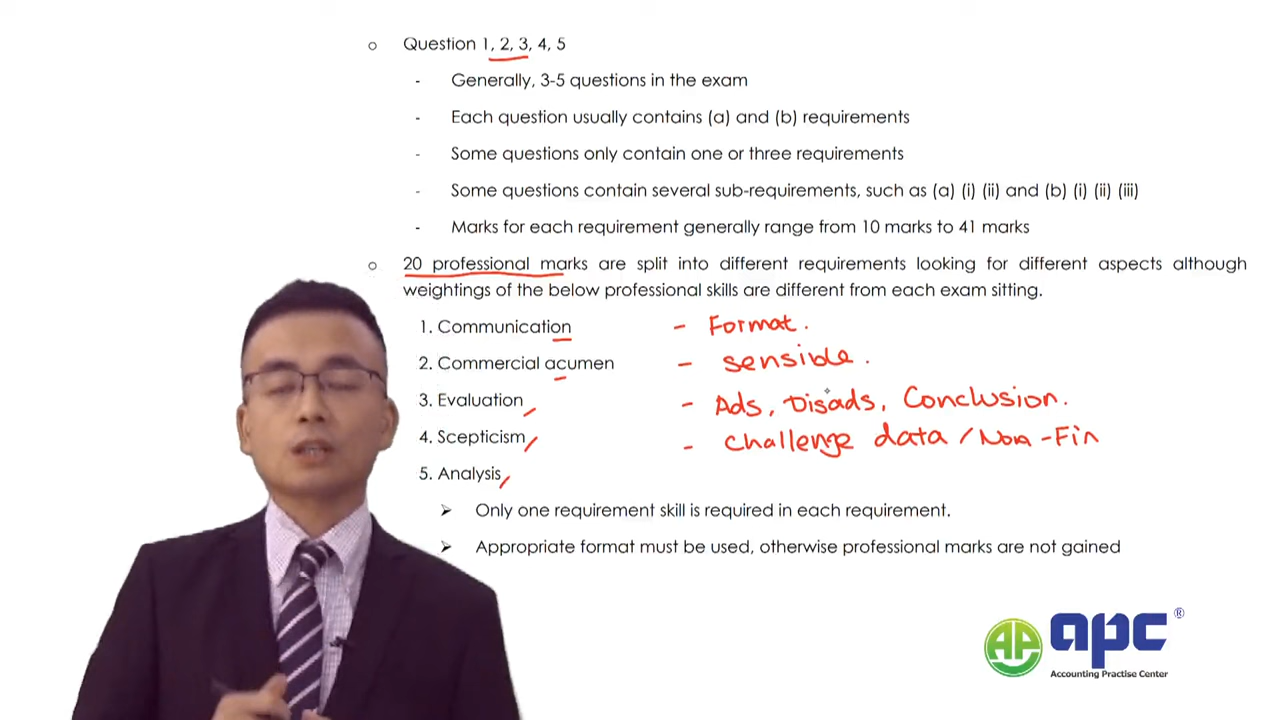 o Question 1, 2, 3, 4, 5
- Generally, 3-5 questions in the exam
- Each question usually contains (a) and (b) requirements
- Some questions only contain one or three requirements
- Some questions contain several sub-requirements, such as (a) (i) (ii) and (b) (i) (ii) (iii)
- Marks for each requirement generally range from 10 marks to 41 marks
o 20 professional marks are split into different requirements looking for different aspects although
weightings of the below professional skills are different from each exam sitting.
1. Communication - Format.
2. Commercial acumen - sensible.
3. Evaluation - Ads, Disads, Conclusion.
4. Scepticism - challenge data / Non-Fin
5. Analysis
➢ Only one requirement skill is required in each requirement.
➢ Appropriate format must be used, otherwise professional marks are not gained
AP apc ®
Accounting Practise Center